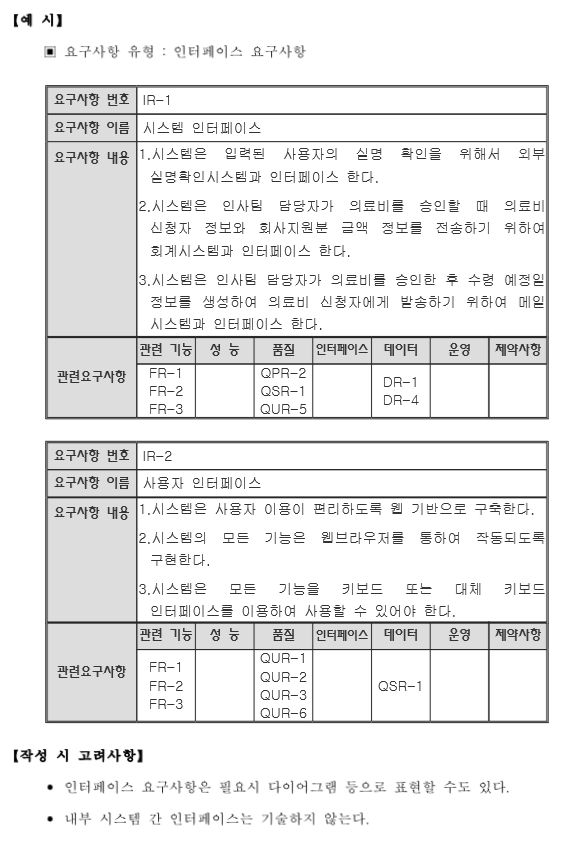 【예 시】
▣ 요구사항 유형 : 인터페이스 요구사항
요구사항 번호 IR-1
요구사항 이름 시스템 인터페이스
요구사항 내용 1.시스템은 입력된 사용자의 실명 확인을 위해서 외부
실명확인시스템과 인터페이스 한다.
2.시스템은 인사팀 담당자가 의료비를 승인할 때 의료비
신청자 정보와 회사지원분 금액 정보를 전송하기 위하여
회계시스템과 인터페이스 한다.
3.시스템은 인사팀 담당자가 의료비를 승인한 후 수령 예정일
정보를 생성하여 의료비 신청자에게 발송하기 위하여 메일
시스템과 인터페이스 한다.
관련요구사항
관련 기능 성 능 품질 인터페이스 데이터 운영 제약사항
FR-1 QPR-2
FR-2 QSR-1 DR-1
FR-3 QUR-5 DR-4
요구사항 번호 IR-2
요구사항 이름 사용자 인터페이스
요구사항 내용 1.시스템은 사용자 이용이 편리하도록 웹 기반으로 구축한다.
2.시스템의 모든 기능은 웹브라우저를 통하여 작동되도록
구현한다.
3.시스템은 모든 기능을 키보드 또는 대체 키보드
인터페이스를 이용하여 사용할 수 있어야 한다.
관련요구사항
관련 기능 성 능 품질 인터페이스 데이터 운영 제약사항
FR-1 QUR-1
FR-2 QUR-2 QSR-1
FR-3 QUR-3
QUR-6
【작성 시 고려사항】
• 인터페이스 요구사항은 필요시 다이어그램 등으로 표현할 수도 있다.
• 내부 시스템 간 인터페이스는 기술하지 않는다.